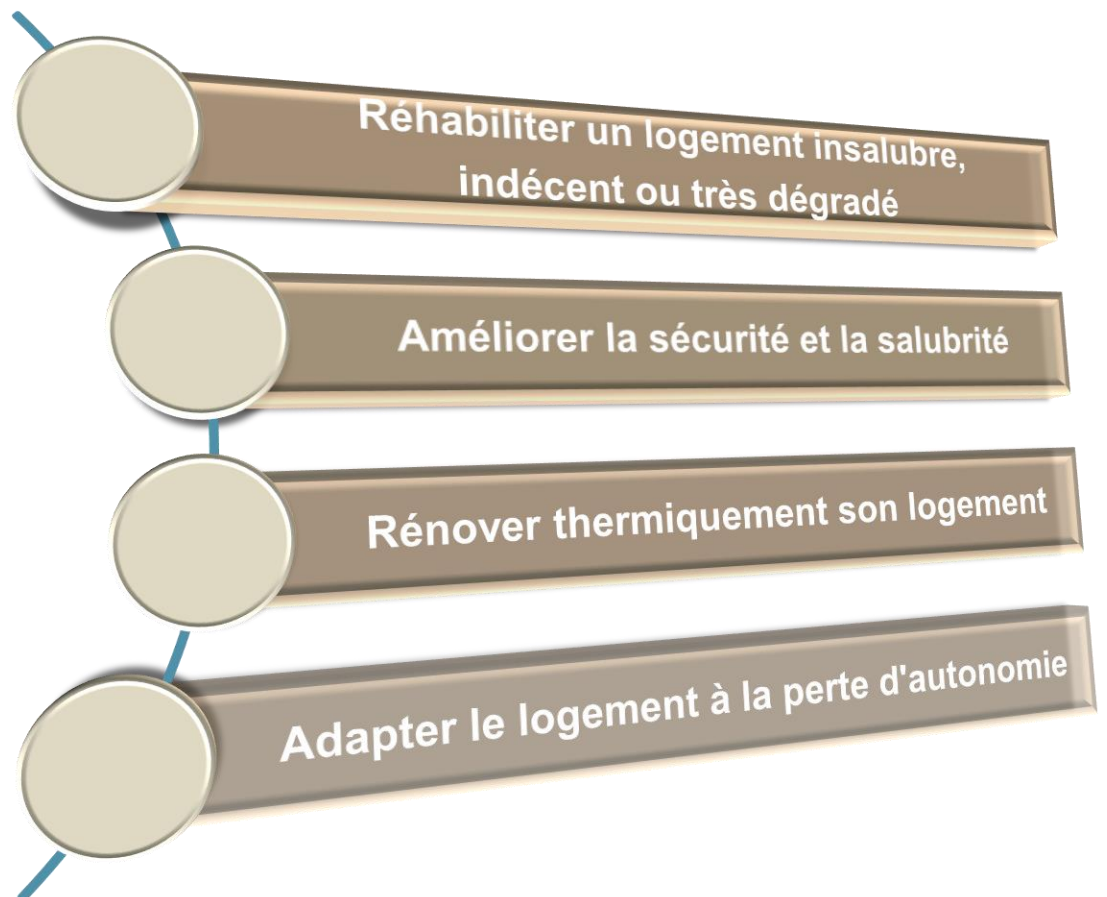 Réhabiliter un logement insalubre,
indécent ou très dégradé
Améliorer la sécurité et la salubrité
Rénover thermiquement son logement
Adapter le logement à la perte d'autonomie